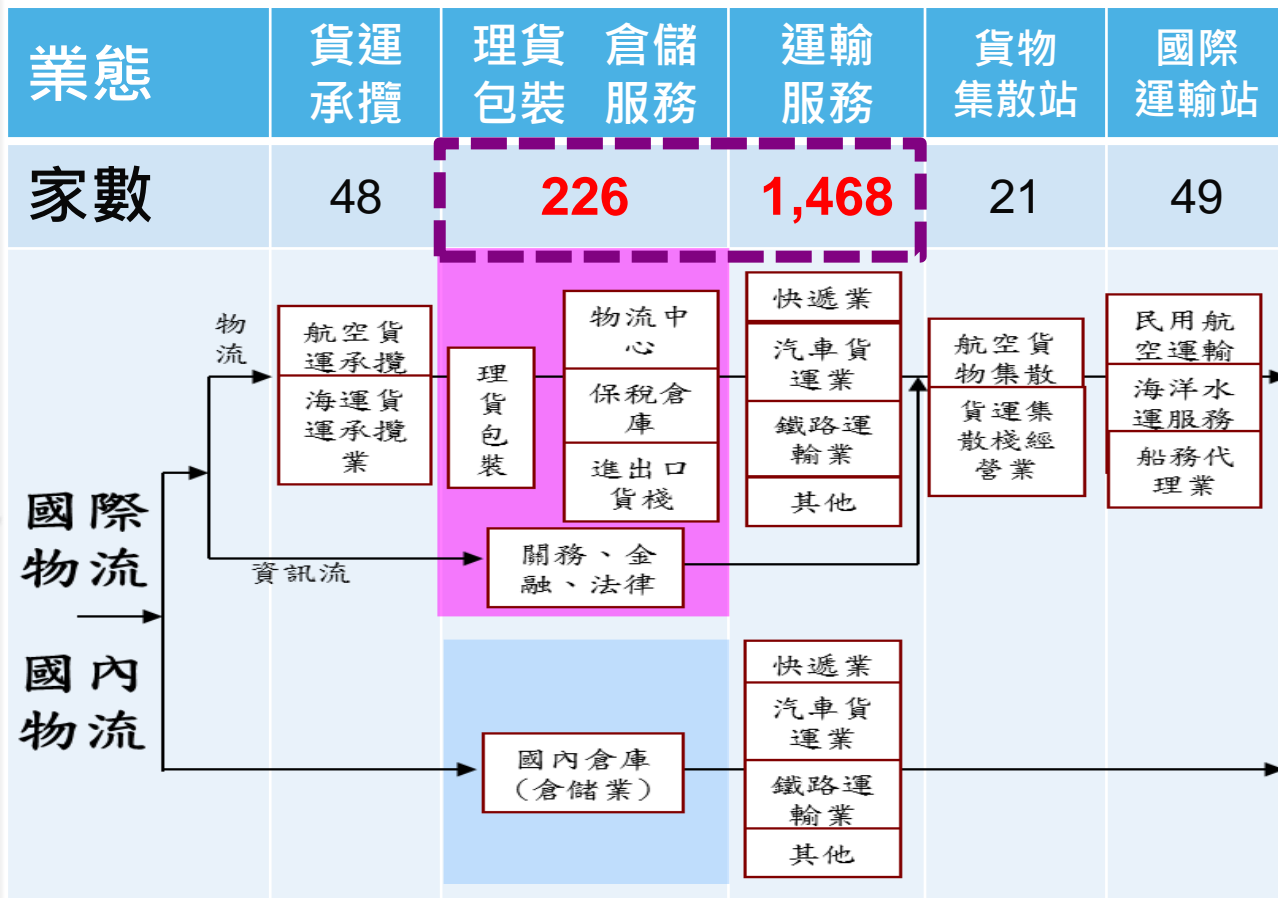 業態
貨運
承攬
理貨 倉儲
包裝 服務
運輸
服務
貨物
集散站
國際
運輸站
家數
48
226
1,468
21
49
物
流
航空貨
運承攬
海運貨
運承攬
業
理
貨
包
裝
物流中
心
保稅倉
庫
進出口
貨棧
快遞業
汽車貨
運業
鐵路運
輸業
其他
航空貨
物集散
貨運集
散棧經
營業
民用航
空運輸
海洋水
運服務
船務代
理業
國際
物流
資訊流
關務、金
融、法律
國內
物流
國內倉庫
（倉儲業）
快遞業
汽車貨
運業
鐵路運
輸業
其他